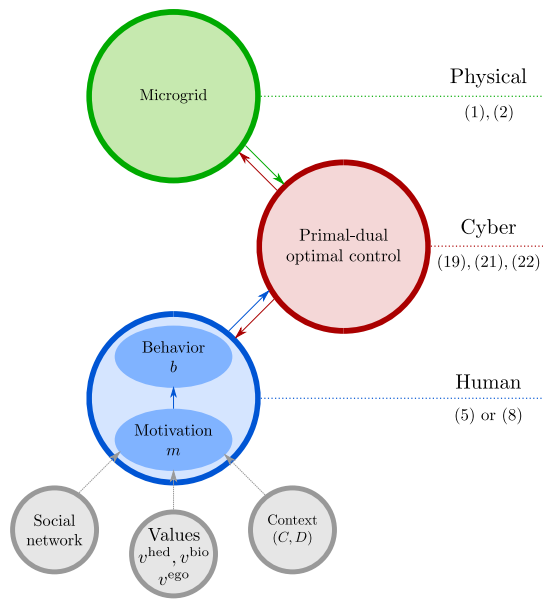 Microgrid
Physical
(1), (2)
Primal-dual
optimal control
Cyber
(19), (21), (22)
Behavior
b
Human
(5) or (8)
Motivation
m
Social
network
Values
v^hed, v^bio
v^ego
Context
(C, D)